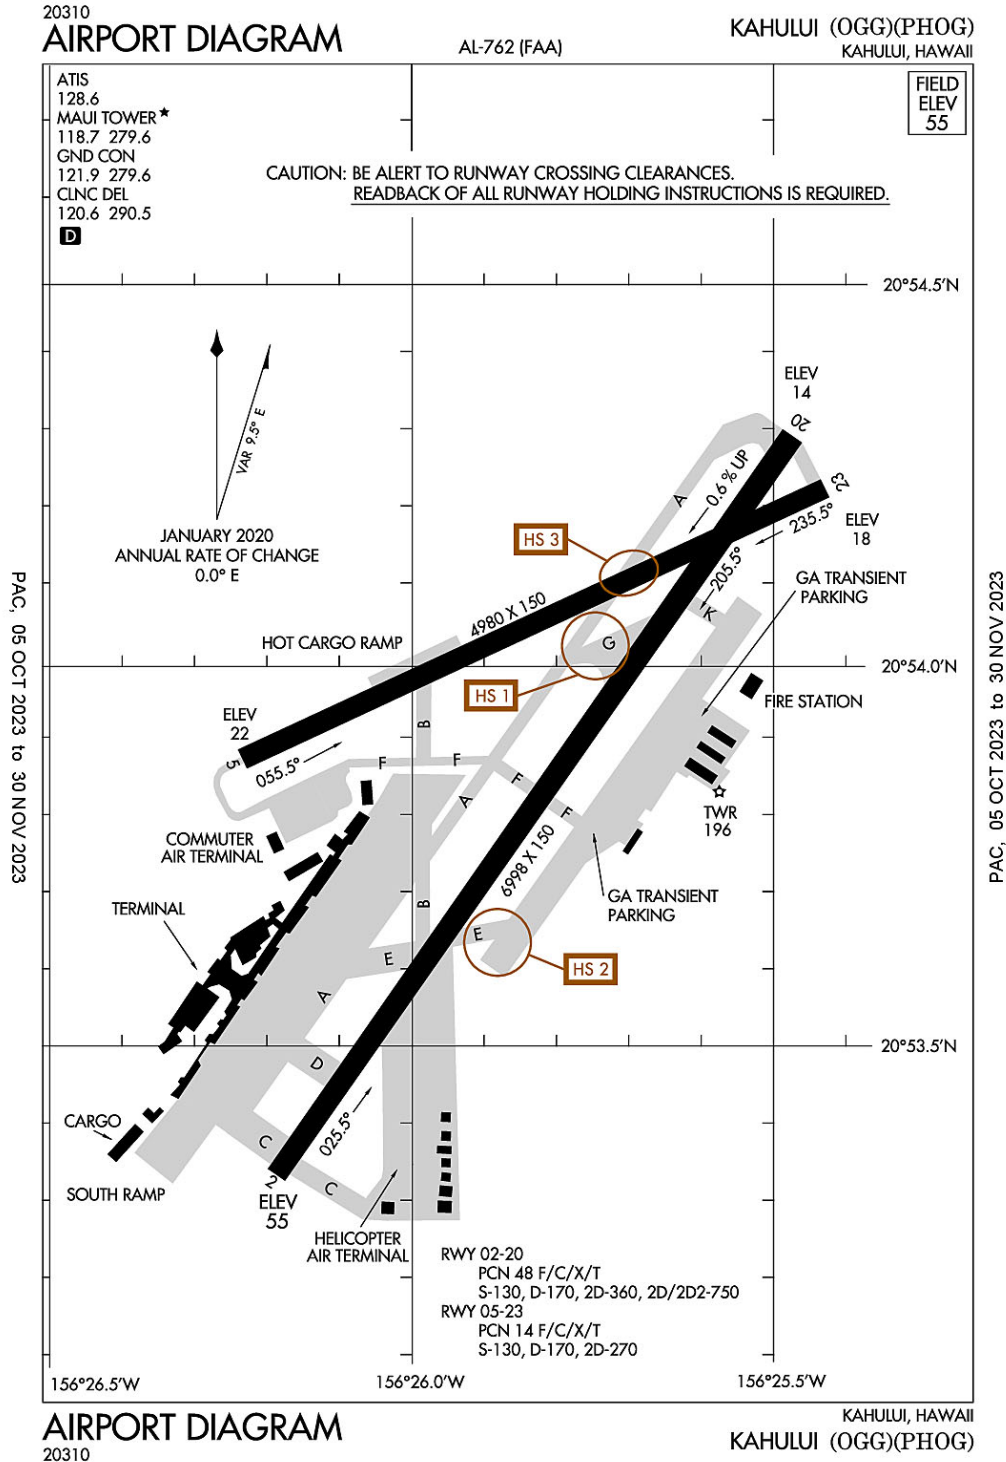 20310
AIRPORT DIAGRAM
AL-762 (FAA)
KAHULUI (OGG)(PHOG)
KAHULUI, HAWAII
ATIS
128.6
MAUI TOWER★
118.7 279.6
GND CON
121.9 279.6
CLNC DEL
120.6 290.5
D
FIELD
ELEV
55
CAUTION: BE ALERT TO RUNWAY CROSSING CLEARANCES.
READBACK OF ALL RUNWAY HOLDING INSTRUCTIONS IS REQUIRED.
20°54.5'N
VAR 9.5° E
JANUARY 2020
ANNUAL RATE OF CHANGE
0.0° E
ELEV
14
20
A
0.6% UP
23
235.5°
ELEV
18
HS 3
205.5°
GA TRANSIENT
PARKING
4980 X 150
K
HOT CARGO RAMP
G
20°54.0'N
HS 1
FIRE STATION
ELEV
22
5
055.5°
B
F
F
F
F
A
TWR
196
COMMUTER
AIR TERMINAL
6998 X 150
GA TRANSIENT
PARKING
TERMINAL
B
E
E
HS 2
A
20°53.5'N
D
CARGO
C
025.5°
C
2
SOUTH RAMP
ELEV
55
HELICOPTER
AIR TERMINAL
RWY 02-20
PCN 48 F/C/X/T
S-130, D-170, 2D-360, 2D/2D2-750
RWY 05-23
PCN 14 F/C/X/T
S-130, D-170, 2D-270
156°26.5'W
156°26.0'W
156°25.5'W
PAC, 05 OCT 2023 to 30 NOV 2023
PAC, 05 OCT 2023 to 30 NOV 2023
AIRPORT DIAGRAM
20310
KAHULUI, HAWAII
KAHULUI (OGG)(PHOG)